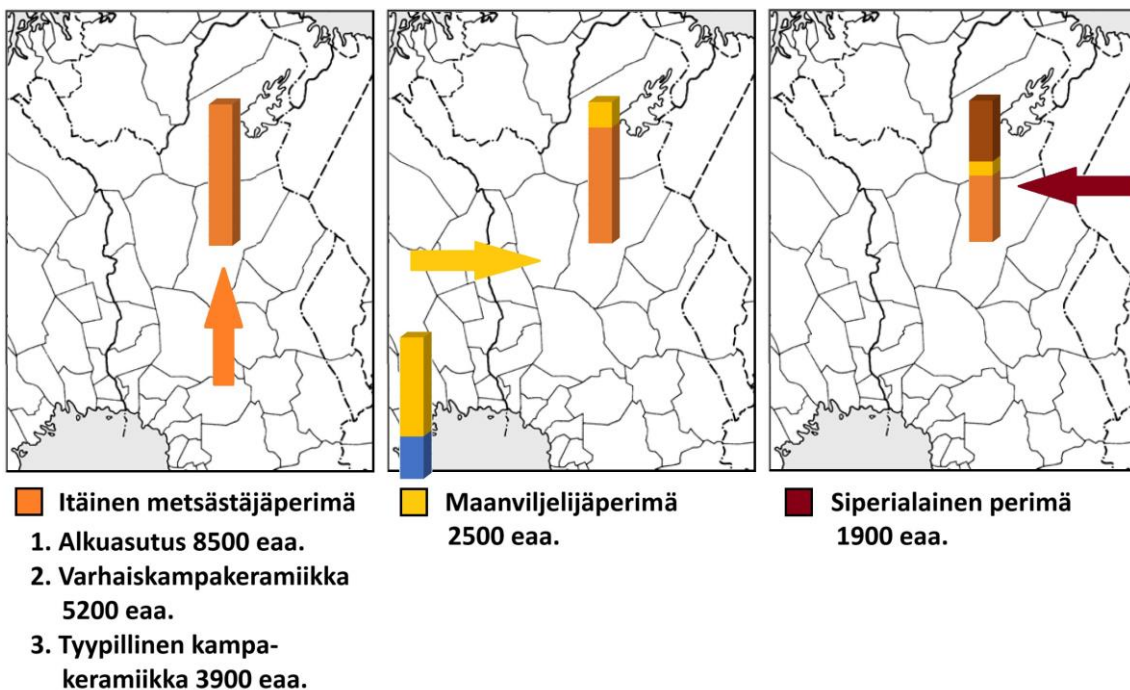 Itäinen metsästäjäperimä
1. Alkuasutus 8500 eaa.
2. Varhaiskampakeramiikka
5200 eaa.
3. Tyypillinen kampa-
keramiikka 3900 eaa.
Maanviljelijäperimä
2500 eaa.
Siperialainen perimä
1900 eaa.